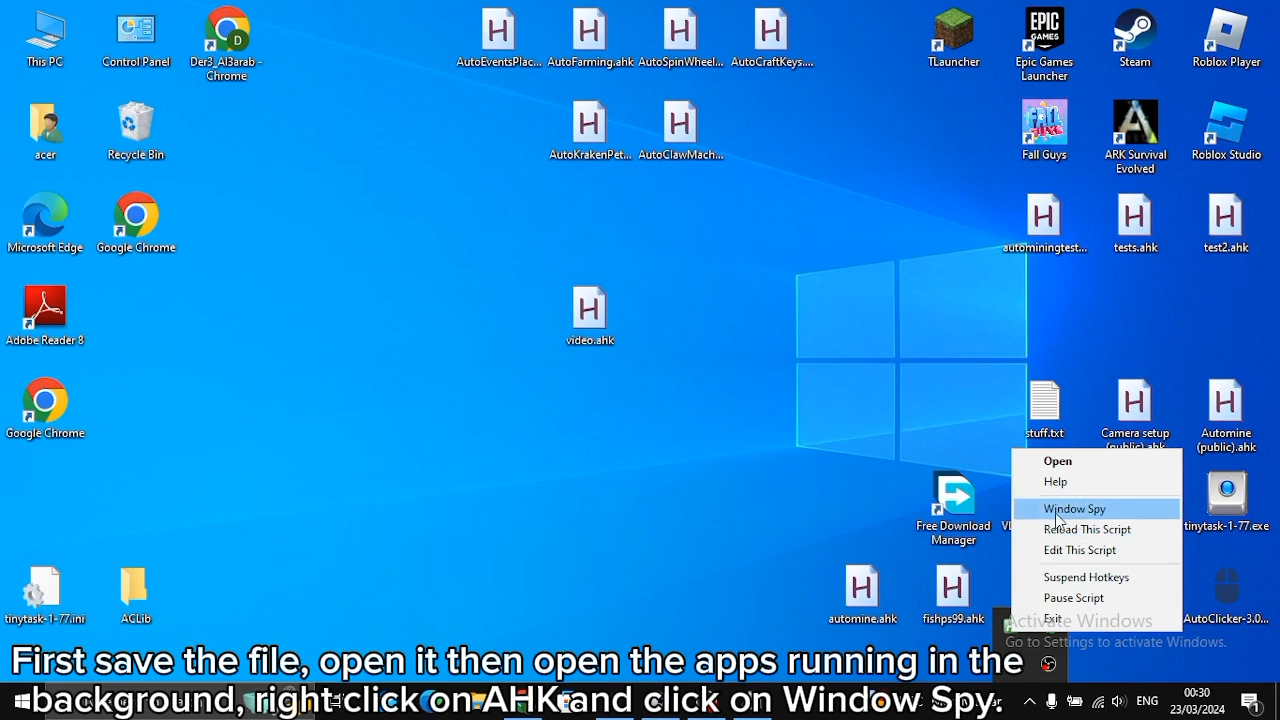 This PC
Control Panel
Der3_Al3arab -
Chrome
AutoEventsPlac...
AutoFarming.ahk
AutoSpinWheel...
AutoCraftKeys....
TLauncher
EPIC
GAMES
Epic Games
Launcher
Steam
Roblox Player
acer
Recycle Bin
AutoKrakenPet...
AutoClawMach...
FALL GUYS
Fall Guys
ARK Survival
Evolved
Roblox Studio
Microsoft Edge
Google Chrome
autominingtest...
tests.ahk
test2.ahk
Adobe Reader 8
video.ahk
Google Chrome
stuff.txt
Camera setup
(public).ahk
Automine
(public).ahk
Open
Help
Window Spy
Reload This Script
Edit This Script
Suspend Hotkeys
Pause Script
Exit
Free Download
Manager
tinytask-1-77.exe
tinytask-1-77.ini
ACLib
automine.ahk
fishps99.ahk
AutoClicker-3.0...
Activate Windows
Go to Settings to activate Windows.
First save the file, open it then open the apps running in the
background, right click on AHK and click on Window Spy.
ENG
00:30
23/03/2024